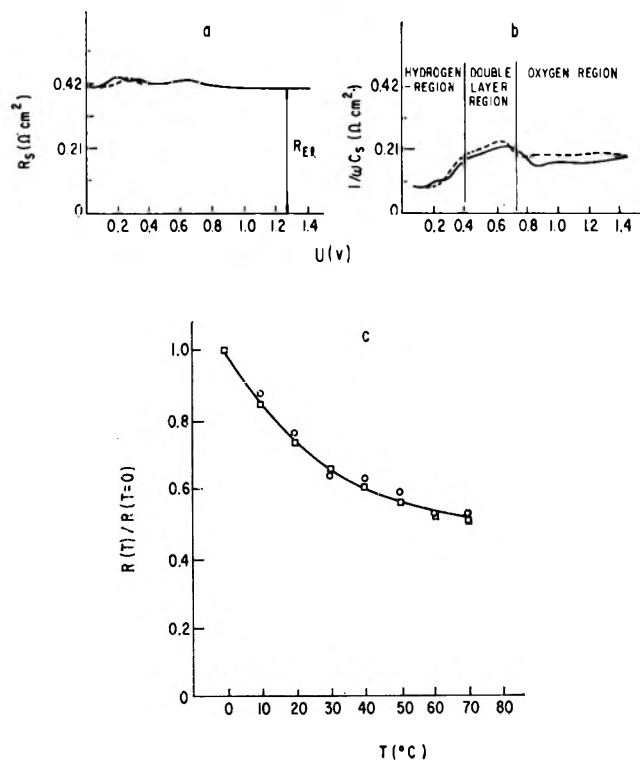 a
0.42
0.21
0
R_S (Ω cm²)
R_Eℓ
0.2 0.4 0.6 0.8 1.0 1.2 1.4
b
HYDROGEN DOUBLE OXYGEN REGION
-REGION LAYER
REGION
0.42
0.21
0
1/ωC_S (Ω cm²)
0.2 0.4 0.6 0.8 1.0 1.2 1.4
U(v)
c
1.0
0.8
0.6
0.4
0.2
0
R(T)/R(T=0)
0 10 20 30 40 50 60 70 80
T(°C)